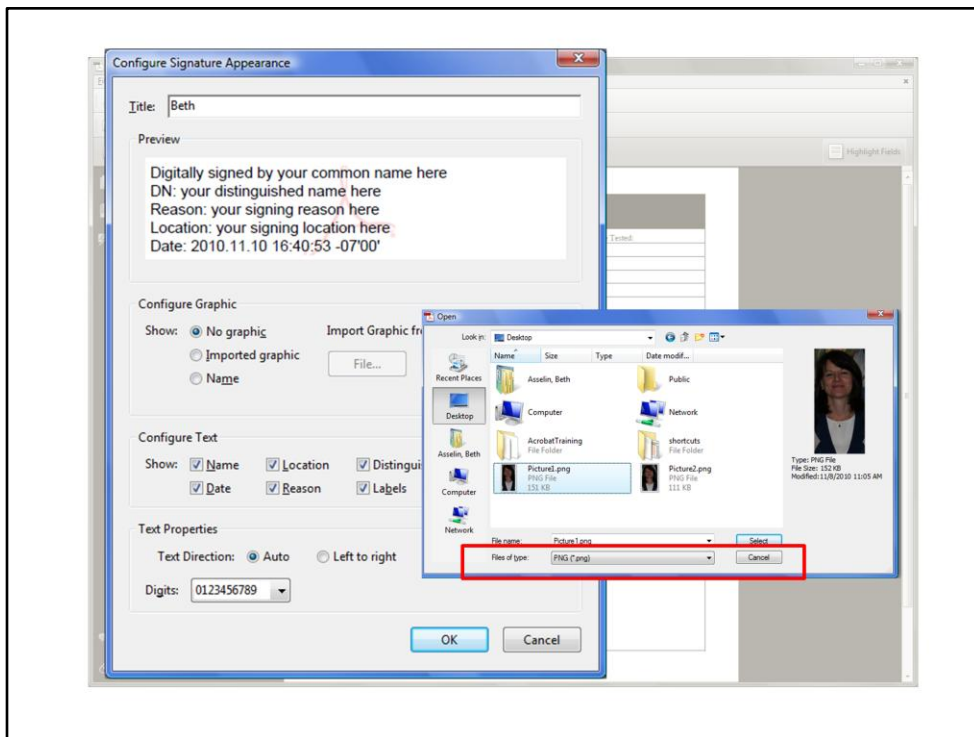 Configure Signature Appearance
Title: Beth
Preview
Digitally signed by your common name here
DN: your distinguished name here
Reason: your signing reason here
Location: your signing location here
Date: 2010.11.10 16:40:53 -07'00'
Configure Graphic
Show: No graphic
Import Graphic fr
Imported graphic
File...
Name
Configure Text
Show: Name Location Distingui
Date Reason Labels
Text Properties
Text Direction: Auto Left to right
Digits: 0123456789
OK Cancel
Highlight Fields
Tested:
Open
Look in: Desktop
Name Size Type Date modif...
Recent Places
Desktop
Asselin, Beth
Computer
Network
Asselin, Beth
Public
Computer
Network
AcrobatTraining
File Folder
shortcuts
File Folder
Picture1.png
PNG File
151 KB
Picture2.png
PNG File
111 KB
Type: PNG File
File Size: 152 KB
Modified: 11/8/2010 11:05 AM
File name: Picture1.png Select
Files of type: PNG (*.png) Cancel